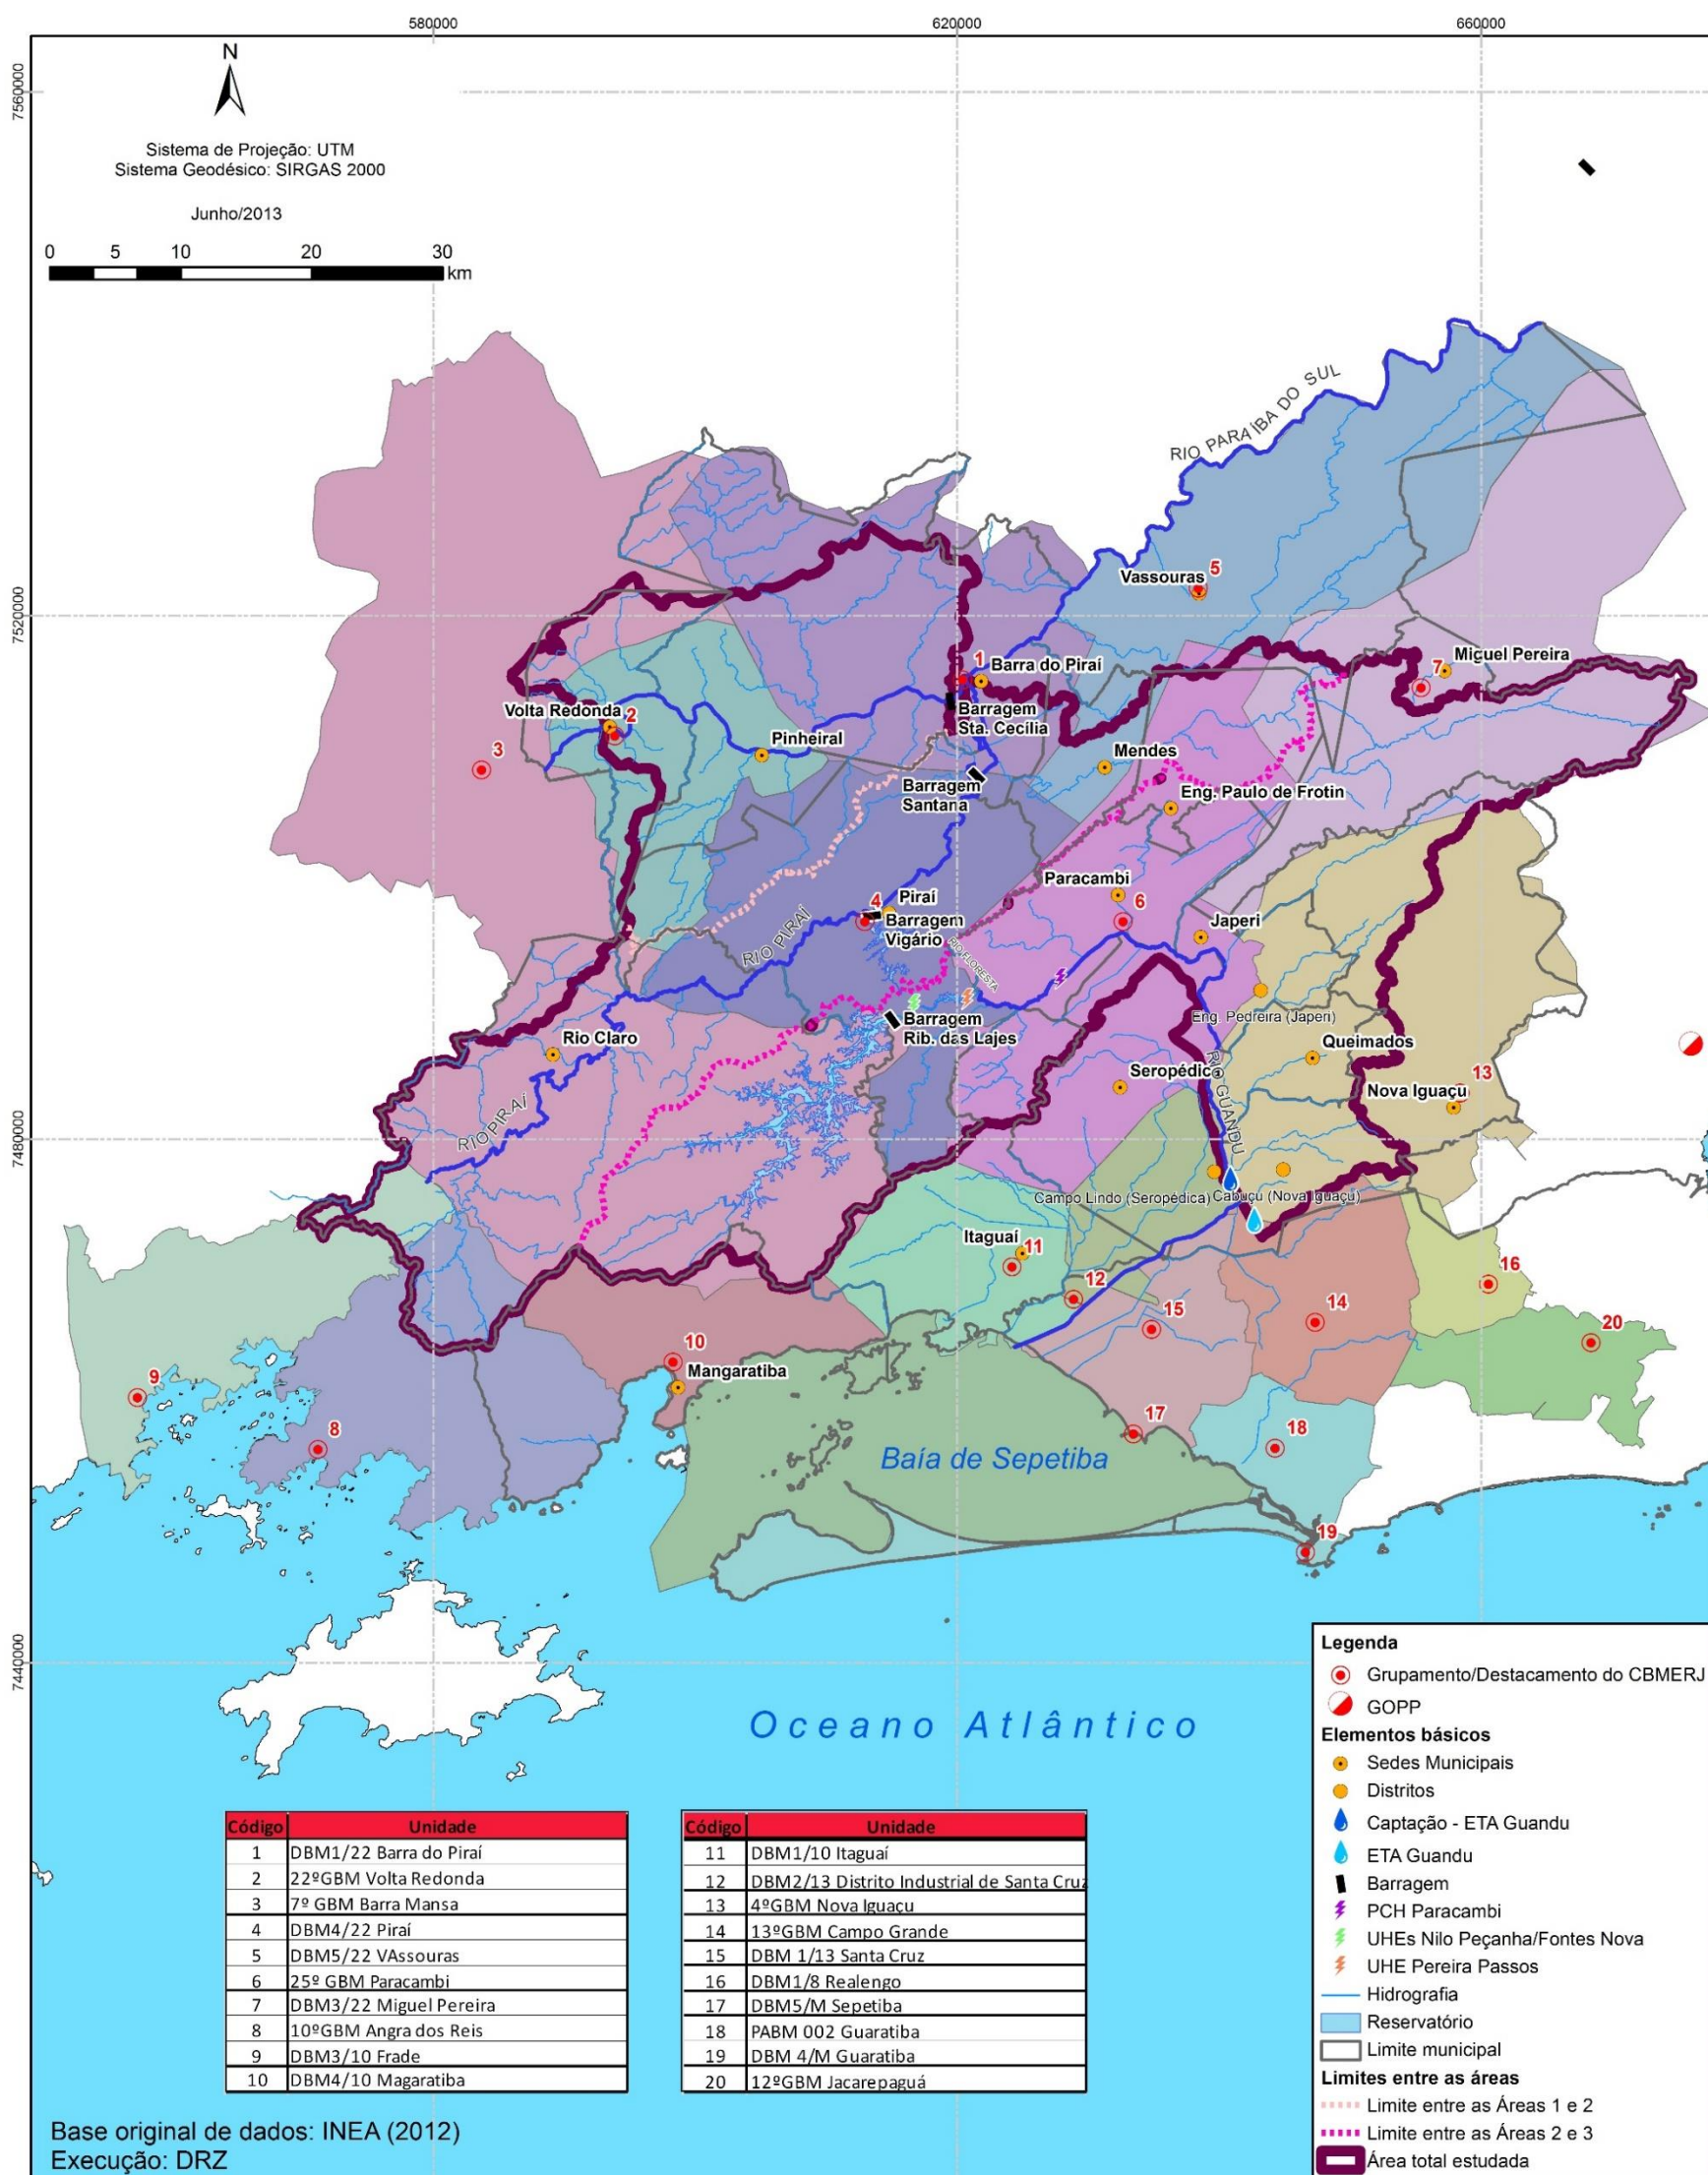 580000
620000
660000
7560000
7520000
7480000
7440000
N
Sistema de Projeção: UTM
Sistema Geodésico: SIRGAS 2000
Junho/2013
0 5 10 20 30
km
RIO PARAIBA DO SUL
Vassouras
5
1
Barra do Piraí
Miguel Pereira
7
Volta Redonda
2
Barragem
Sta. Cecília
3
Pinheiral
Mendes
Barragem
Santana
Eng. Paulo de Frotin
Paracambi
6
4
Piraí
Barragem
Vigário
Japeri
RIO PIRAÍ
RIO FLORESTA
Barragem
Rib. das Lajes
Eng. Pedreira (Japeri)
Rio Claro
Queimados
Seropédica
13
Nova Iguaçu
RIO PIRAÍ
RIO GUANDU
Campo Lindo (Seropédica)
Cabuçu (Nova Iguaçu)
Itaguaí
11
12
15
14
16
20
10
Mangaratiba
9
8
17
18
Baía de Sepetiba
19
Oceano Atlântico
Código Unidade
1 DBM1/22 Barra do Piraí
2 22ºGBM Volta Redonda
3 7º GBM Barra Mansa
4 DBM4/22 Piraí
5 DBM5/22 VAssouras
6 25º GBM Paracambi
7 DBM3/22 Miguel Pereira
8 10ºGBM Angra dos Reis
9 DBM3/10 Frade
10 DBM4/10 Magaratiba
Código Unidade
11 DBM1/10 Itaguaí
12 DBM2/13 Distrito Industrial de Santa Cruz
13 4ºGBM Nova Iguaçu
14 13ºGBM Campo Grande
15 DBM 1/13 Santa Cruz
16 DBM1/8 Realengo
17 DBM5/M Sepetiba
18 PABM 002 Guaratiba
19 DBM 4/M Guaratiba
20 12ºGBM Jacarepaguá
Legenda
Grupamento/Destacamento do CBMERJ
GOPP
Elementos básicos
Sedes Municipais
Distritos
Captação - ETA Guandu
ETA Guandu
Barragem
PCH Paracambi
UHEs Nilo Peçanha/Fontes Nova
UHE Pereira Passos
Hidrografia
Reservatório
Limite municipal
Limites entre as áreas
Limite entre as Áreas 1 e 2
Limite entre as Áreas 2 e 3
Área total estudada
Base original de dados: INEA (2012)
Execução: DRZ